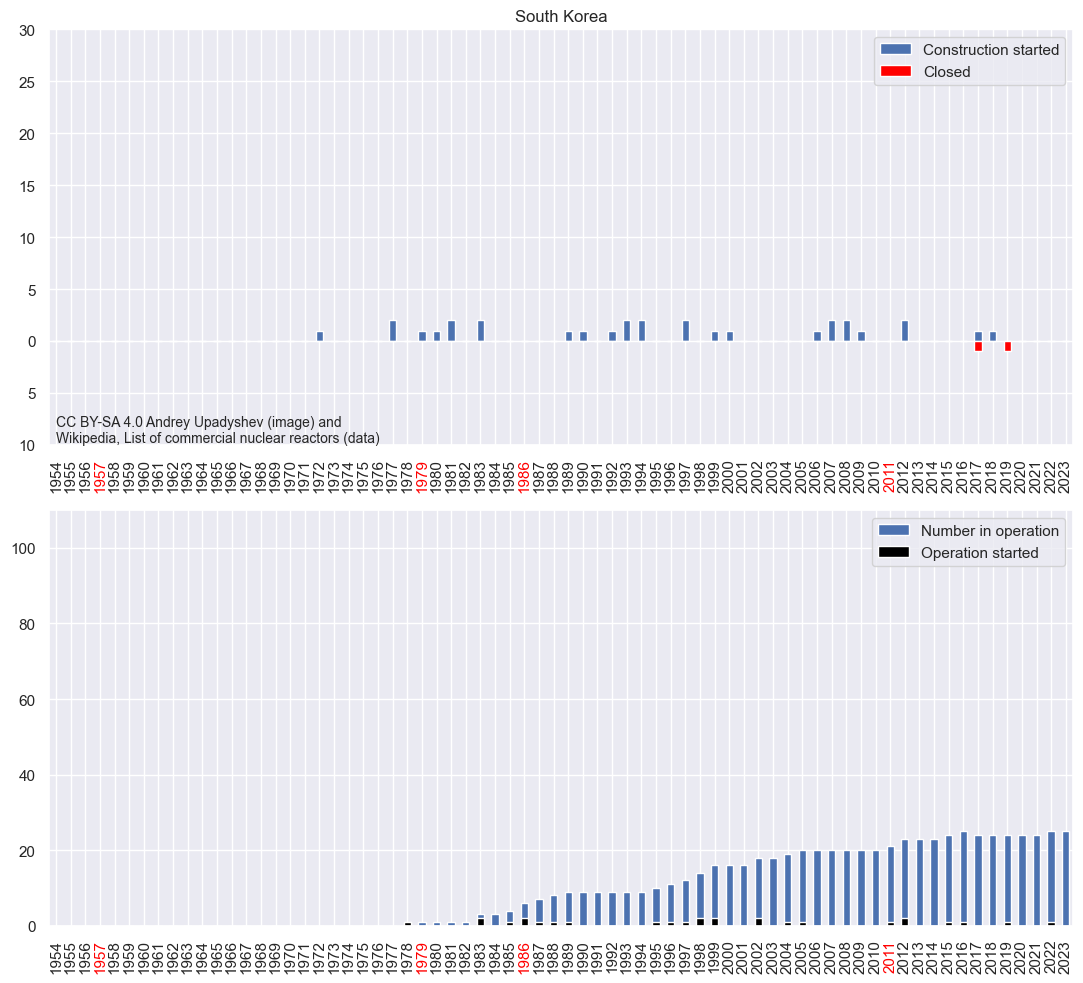 South Korea
30
25
20
15
10
5
0
5
10
Construction started
Closed
CC BY-SA 4.0 Andrey Upadyshev (image) and
Wikipedia, List of commercial nuclear reactors (data)
1954 1955 1956 1957 1958 1959 1960 1961 1962 1963 1964 1965 1966 1967 1968 1969 1970 1971 1972 1973 1974 1975 1976 1977 1978 1979 1980 1981 1982 1983 1984 1985 1986 1987 1988 1989 1990 1991 1992 1993 1994 1995 1996 1997 1998 1999 2000 2001 2002 2003 2004 2005 2006 2007 2008 2009 2010 2011 2012 2013 2014 2015 2016 2017 2018 2019 2020 2021 2022 2023
100
80
60
40
20
0
Number in operation
Operation started
1954 1955 1956 1957 1958 1959 1960 1961 1962 1963 1964 1965 1966 1967 1968 1969 1970 1971 1972 1973 1974 1975 1976 1977 1978 1979 1980 1981 1982 1983 1984 1985 1986 1987 1988 1989 1990 1991 1992 1993 1994 1995 1996 1997 1998 1999 2000 2001 2002 2003 2004 2005 2006 2007 2008 2009 2010 2011 2012 2013 2014 2015 2016 2017 2018 2019 2020 2021 2022 2023